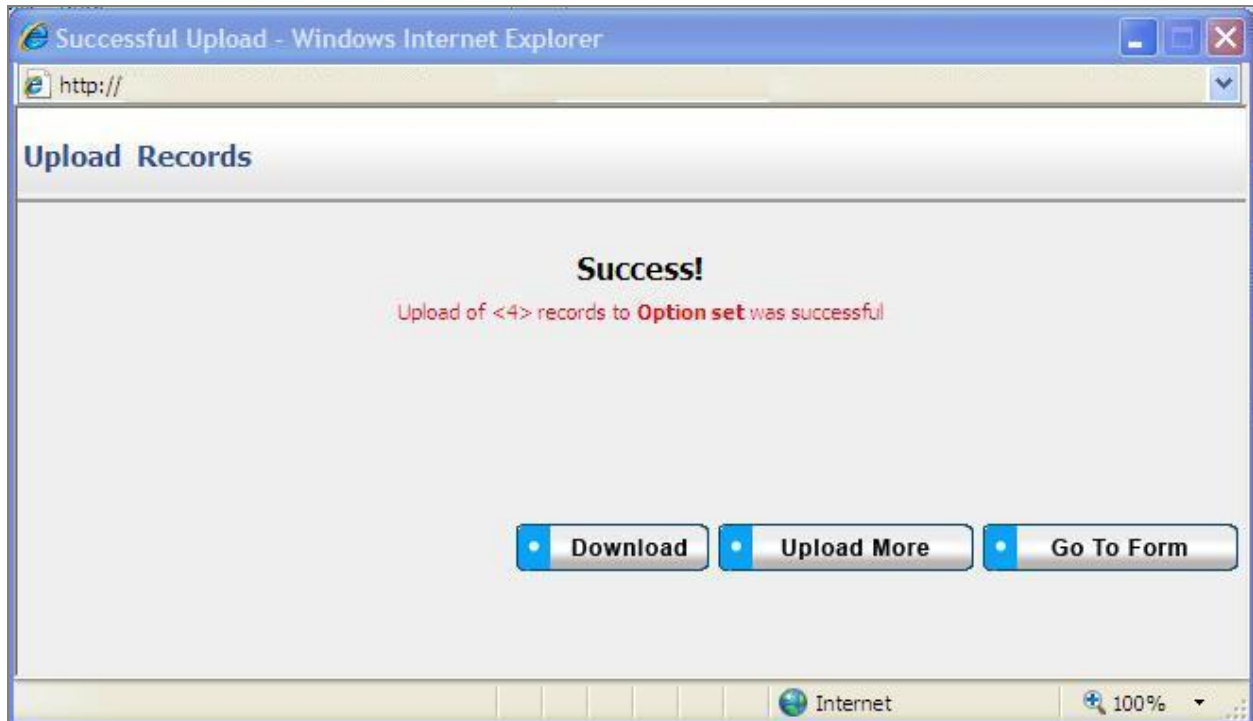 Successful Upload - Windows Internet Explorer
http://
Upload Records
Success!
Upload of <4> records to Option set was successful
Download
Upload More
Go To Form
Internet
100%